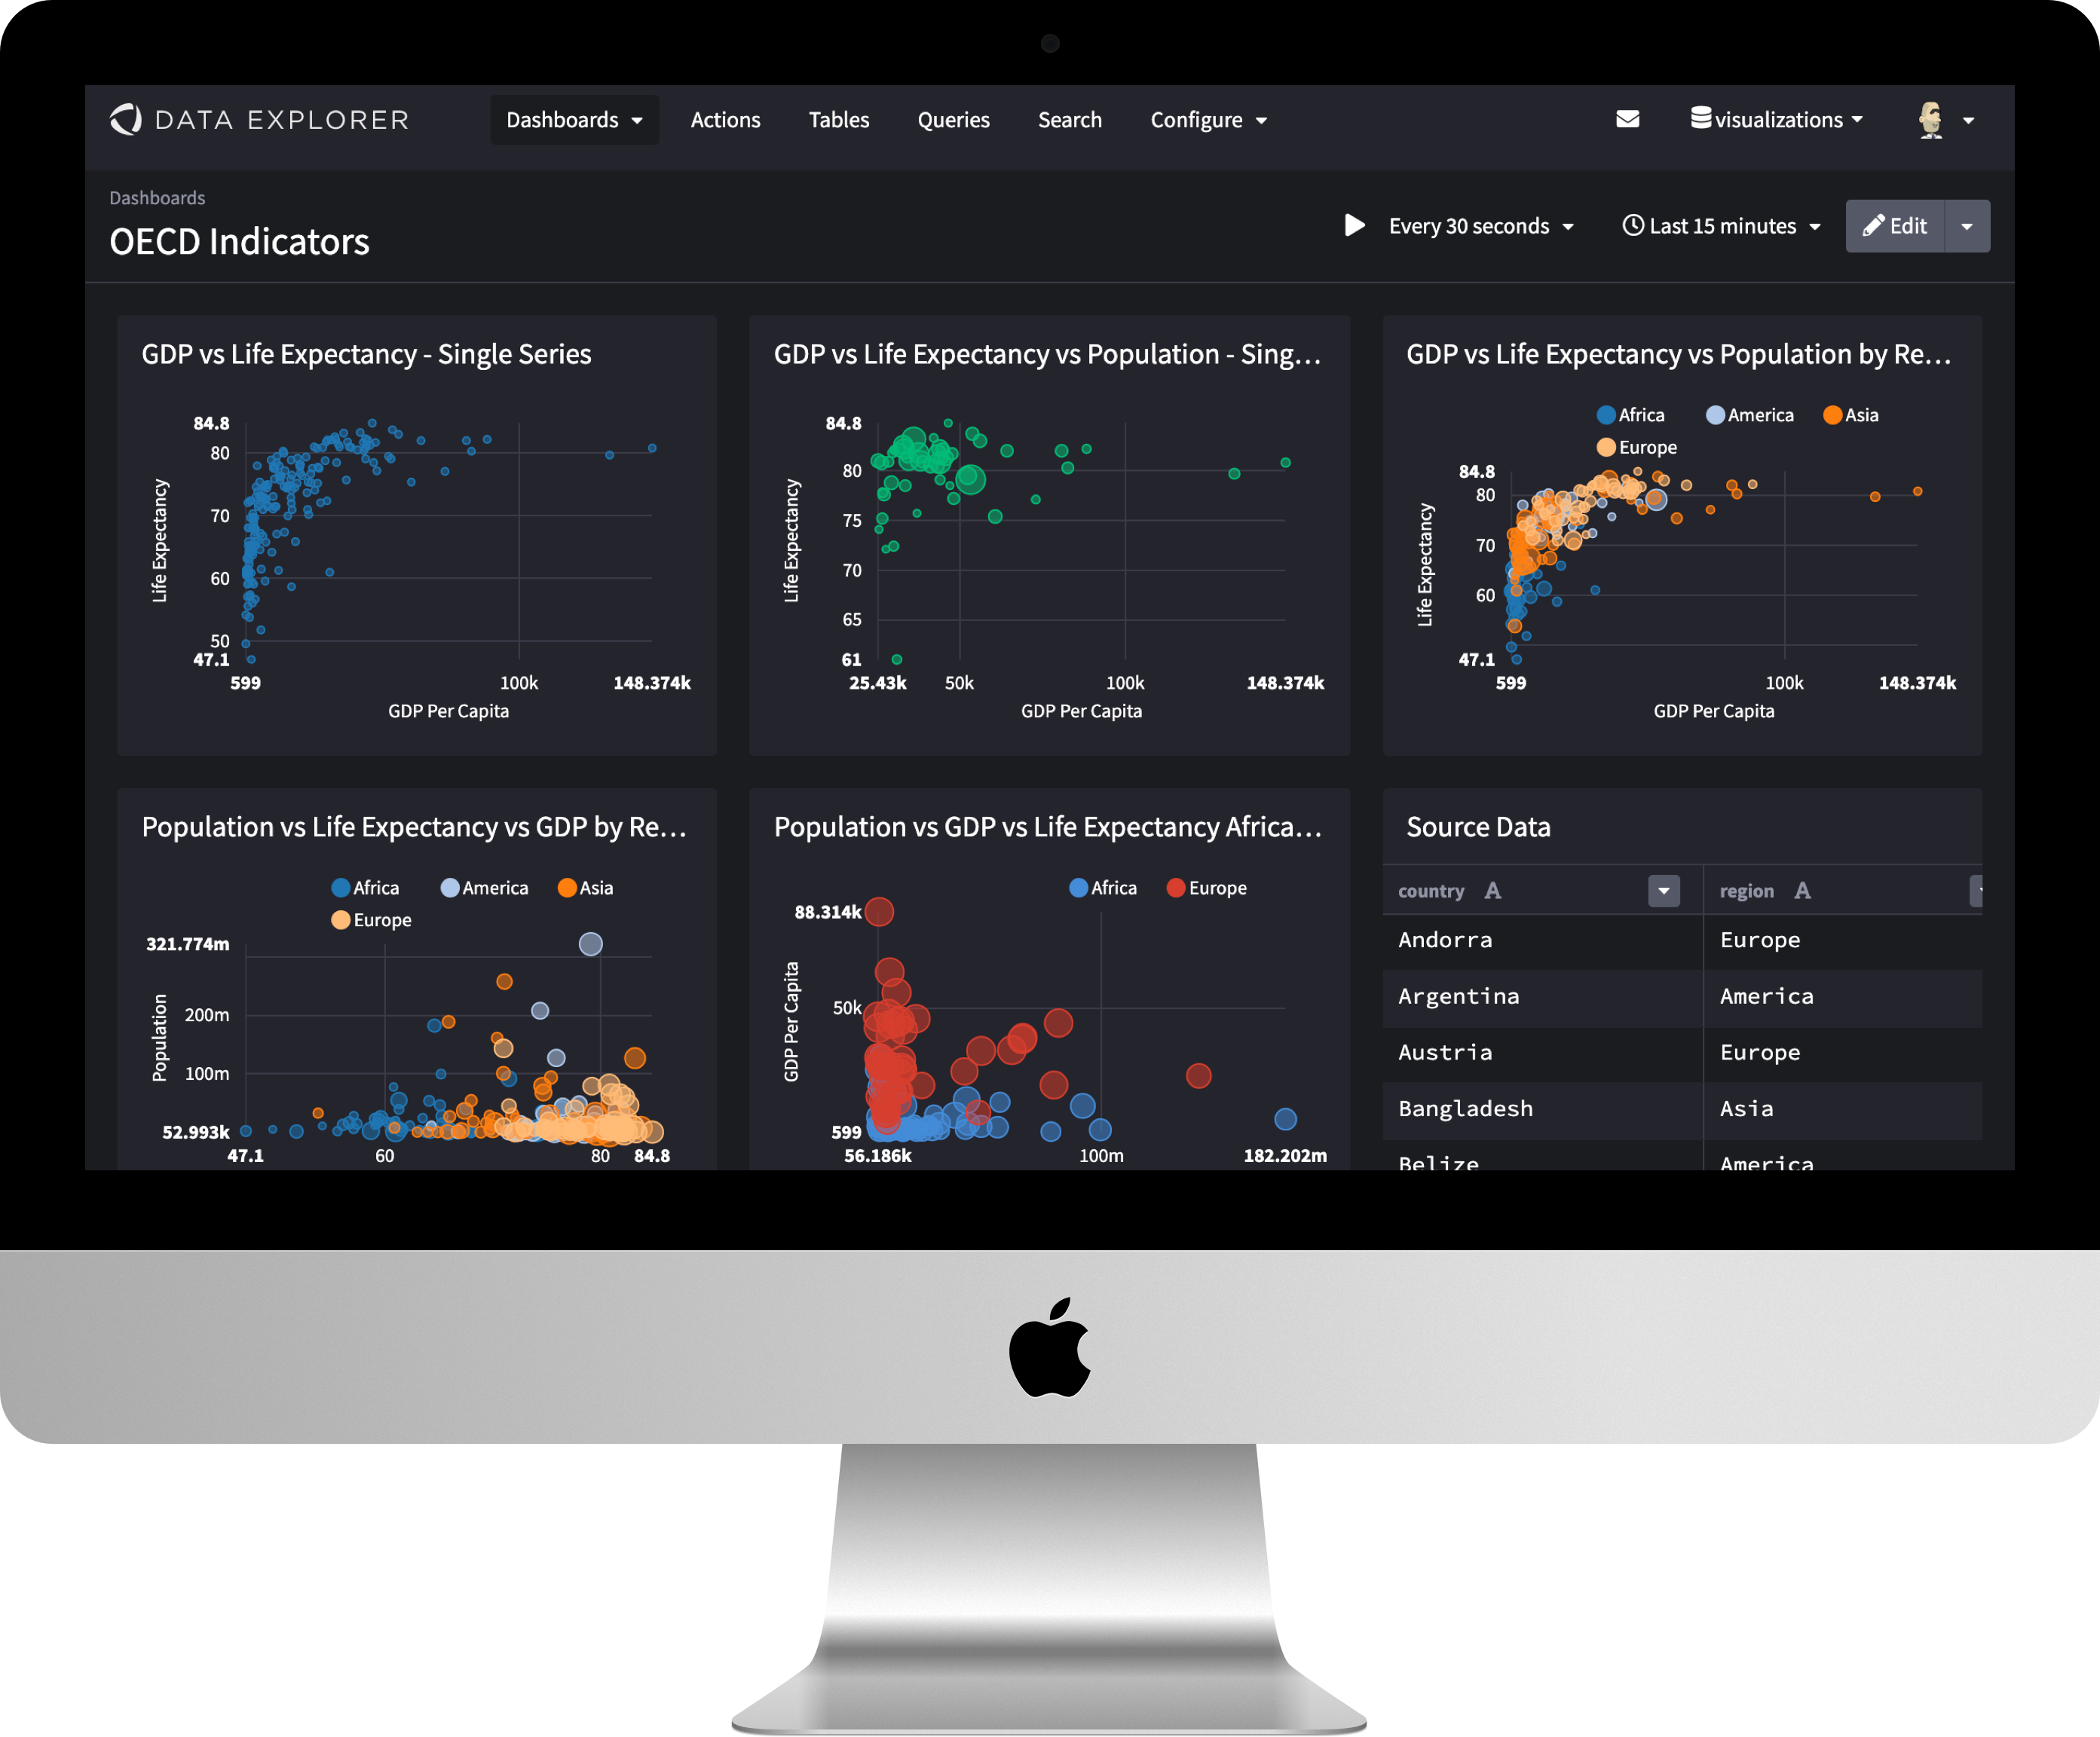 DATA EXPLORER Dashboards Actions Tables Queries Search Configure visualizations
Dashboards
OECD Indicators
Every 30 seconds Last 15 minutes Edit
GDP vs Life Expectancy - Single Series
84.8
80
70
60
50
47.1
Life Expectancy
599 100k 148.374k
GDP Per Capita
GDP vs Life Expectancy vs Population - Sing...
84.8
80
75
70
65
61
Life Expectancy
25.43k 50k 100k 148.374k
GDP Per Capita
GDP vs Life Expectancy vs Population by Re...
Africa America Asia
Europe
84.8
80
70
60
47.1
Life Expectancy
599 100k 148.374k
GDP Per Capita
Population vs Life Expectancy vs GDP by Re...
Africa America Asia
Europe
321.774m
200m
100m
52.993k
Population
47.1 60 80 84.8
Population vs GDP vs Life Expectancy Africa...
Africa Europe
88.314k
50k
599
GDP Per Capita
56.186k 100m 182.202m
Source Data
country A region A
Andorra Europe
Argentina America
Austria Europe
Bangladesh Asia
Belize America